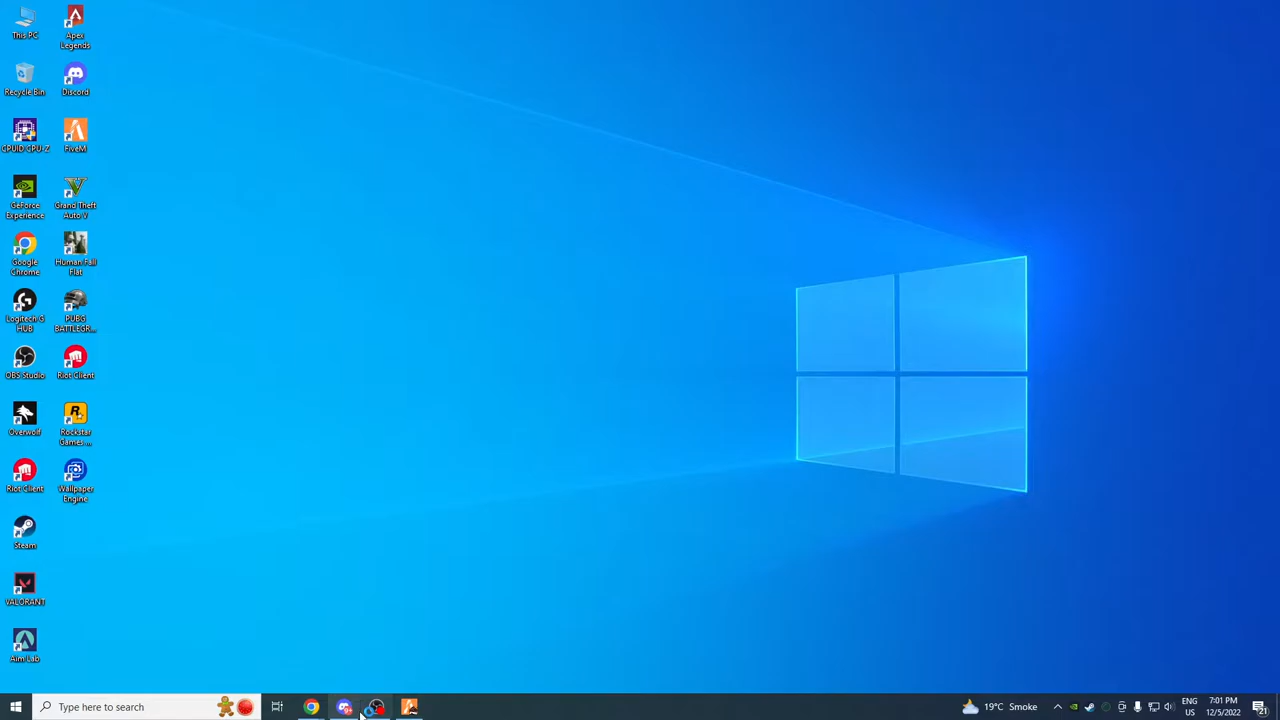 This PC
Apex
Legends
Recycle Bin
Discord
CPUID CPU-Z
FiveM
GeForce
Experience
Grand Theft
Auto V
Google
Chrome
Human Fall
Flat
Logitech G
HUB
PUBG
BATTLEGR...
OBS Studio
Riot Client
Overwolf
Rockstar
Games ...
Riot Client
Wallpaper
Engine
Steam
VALORANT
Aim Lab
Type here to search
19°C Smoke
ENG
US
7:01 PM
12/5/2022
21